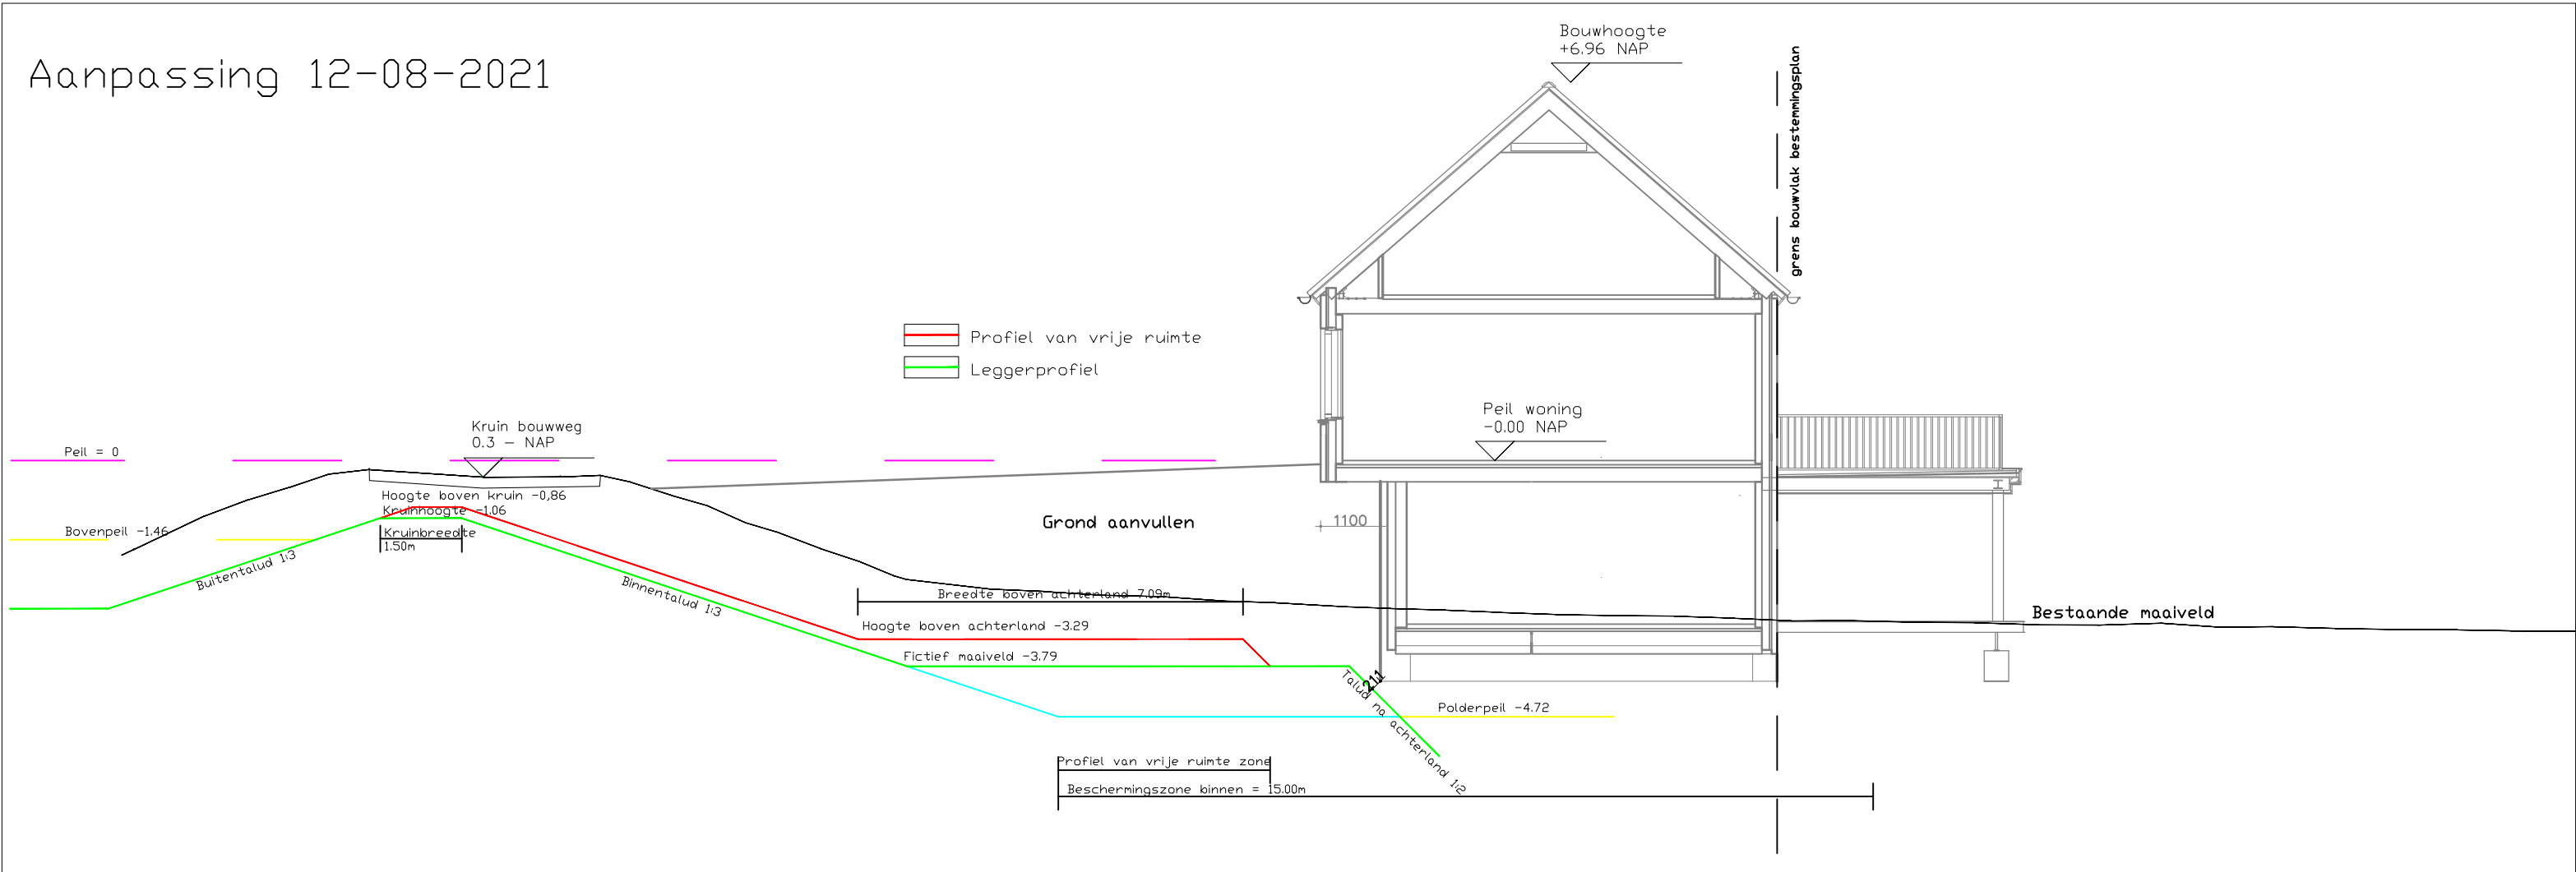 Aanpassing 12-08-2021
Bouwhoogte
+6.96 NAP
grens bouwvlak bestemmingsplan
Profiel van vrije ruimte
Leggerprofiel
Peil woning
-0.00 NAP
Kruin bouwweg
0.3 - NAP
Peil = 0
Hoogte boven kruin -0,86
Kruinhoogte -1.06
Bovenpeil -1.46
Kruinbreedte
1.50m
Grond aanvullen
1100
Buitentalud 1:3
Binnentalud 1:3
Breedte boven achterland 7.09m
Bestaande maaiveld
Hoogte boven achterland -3.29
Fictief maaiveld -3.79
Talud na achterland 1:2
Polderpeil -4.72
Profiel van vrije ruimte zone
Beschermingszone binnen = 15.00m